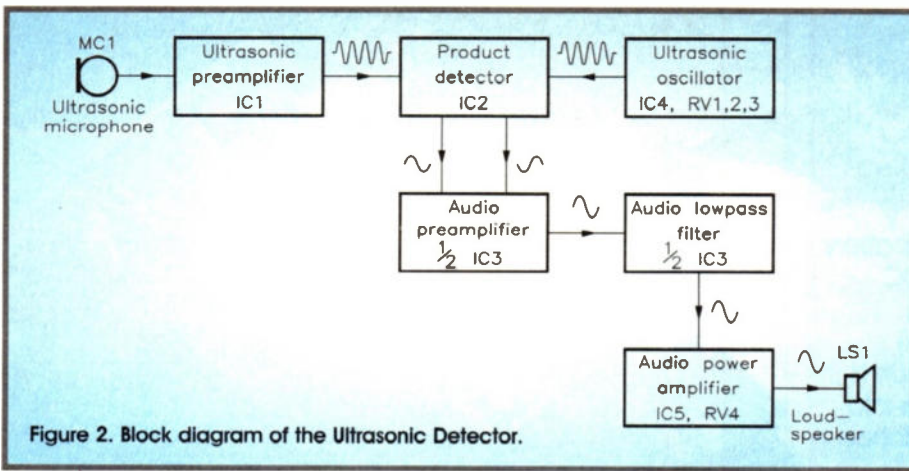 MC1
Ultrasonic
microphone
Ultrasonic
preamplifier
IC1
Product
detector
IC2
Ultrasonic
oscillator
IC4, RV1,2,3
Audio
preamplifier
½ IC3
Audio lowpass
filter
½ IC3
Audio power
amplifier
IC5, RV4
LS1
Loud-
speaker
Figure 2. Block diagram of the Ultrasonic Detector.